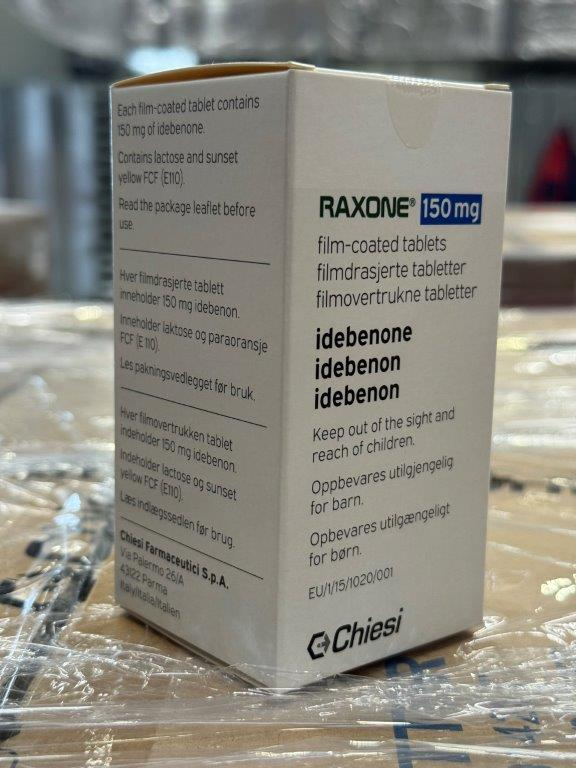 Each film-coated tablet contains
150 mg of idebenone.
Contains lactose and sunset
yellow FCF (E110).
Read the package leaflet before
use.
Hver filmdrasjerte tablett
inneholder 150 mg idebenon.
Inneholder laktose og paraoransje
FCF (E 110).
Les pakningsvedlegget før bruk.
Hver filmovertrukken tablet
indeholder 150 mg idebenon.
Indeholder lactose og sunset
yellow FCF (E110).
Læs indlægssedlen før brug.
Chiesi Farmaceutici S.p.A.
Via Palermo 26/A
43122 Parma
Italy/Italia/Italien
RAXONE® 150 mg
film-coated tablets
filmdrasjerte tabletter
filmovertrukne tabletter
idebenone
idebenon
idebenon
Keep out of the sight and
reach of children.
Oppbevares utilgjengelig
for barn.
Opbevares utilgængeligt
for børn.
EU/1/15/1020/001
Chiesi